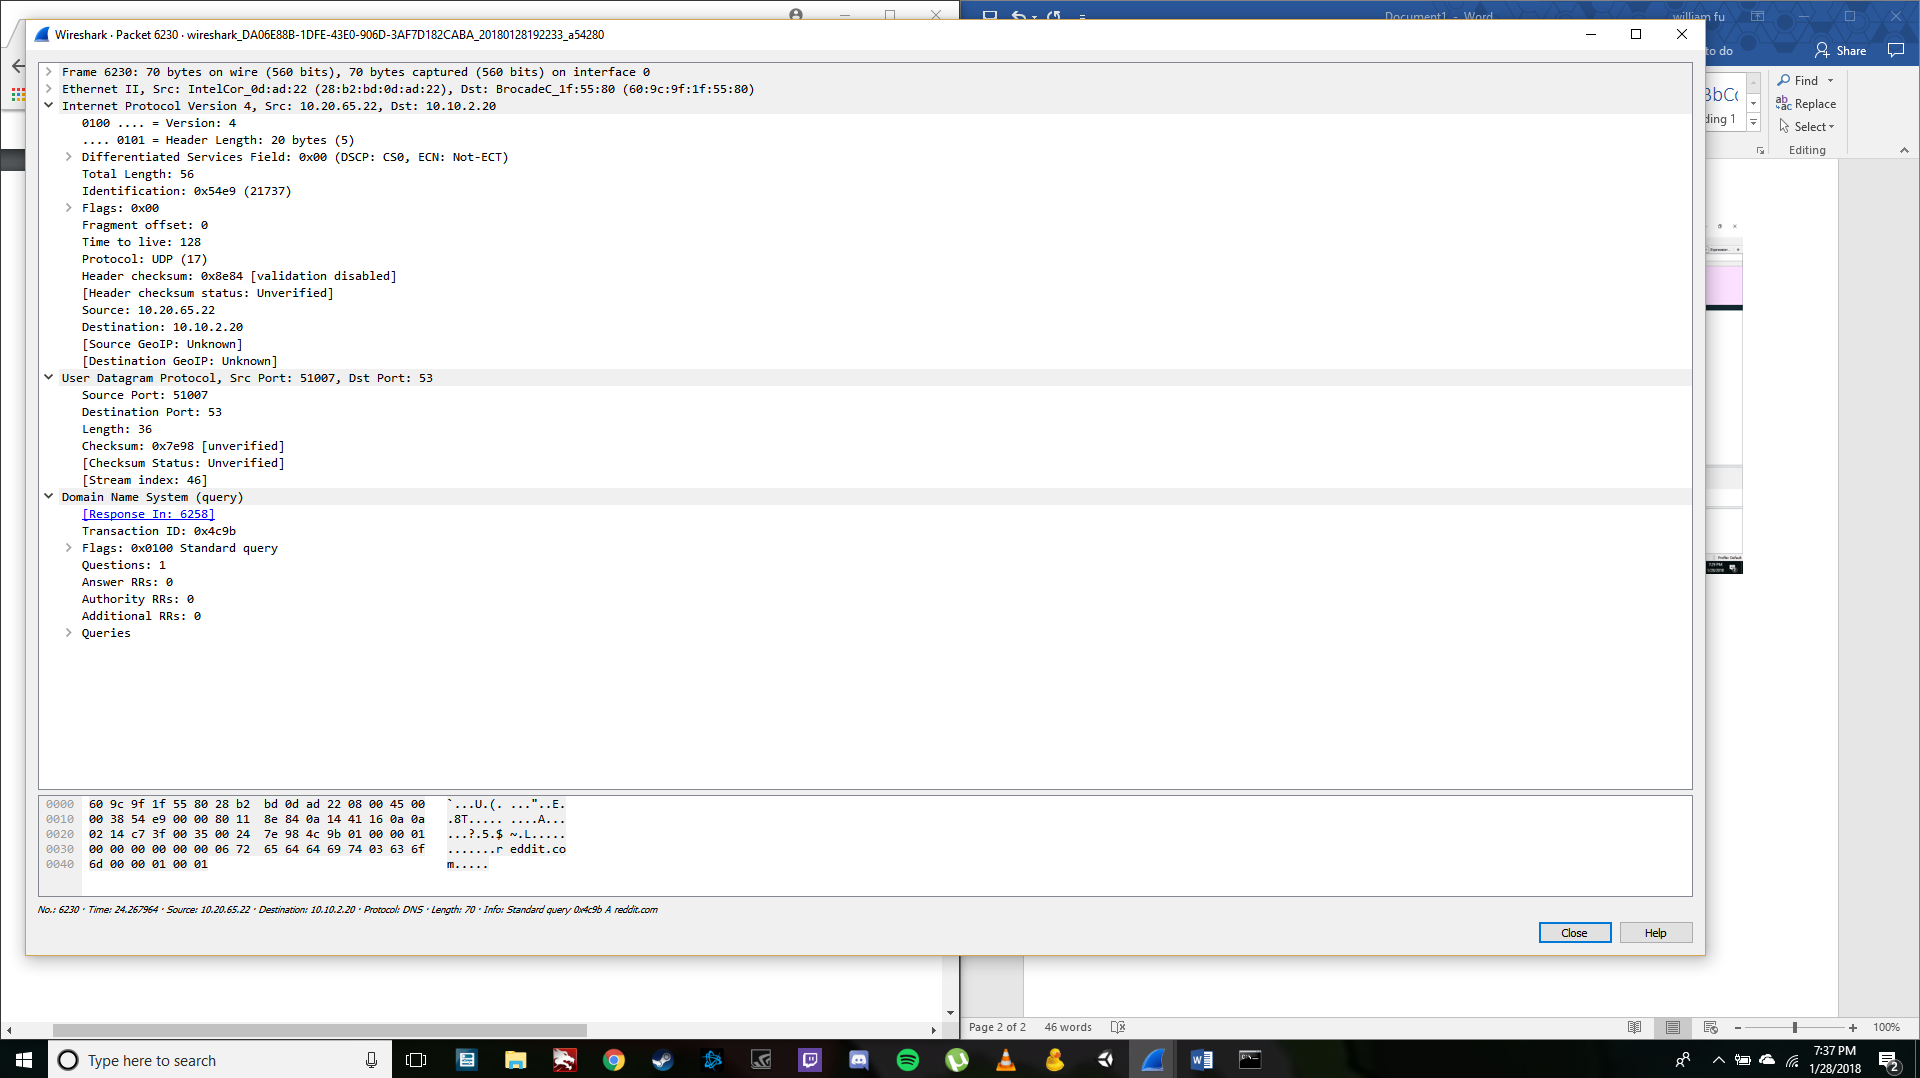 Document1 - Word
william fu
Wireshark · Packet 6230 · wireshark_DA06E88B-1DFE-43E0-906D-3AF7D182CABA_20180128192233_a54280
to do
Share
Frame 6230: 70 bytes on wire (560 bits), 70 bytes captured (560 bits) on interface 0
Ethernet II, Src: IntelCor_0d:ad:22 (28:b2:bd:0d:ad:22), Dst: BrocadeC_1f:55:80 (60:9c:9f:1f:55:80)
Internet Protocol Version 4, Src: 10.20.65.22, Dst: 10.10.2.20
0100 .... = Version: 4
.... 0101 = Header Length: 20 bytes (5)
Differentiated Services Field: 0x00 (DSCP: CS0, ECN: Not-ECT)
Total Length: 56
Identification: 0x54e9 (21737)
Flags: 0x00
Fragment offset: 0
Time to live: 128
Protocol: UDP (17)
Header checksum: 0x8e84 [validation disabled]
[Header checksum status: Unverified]
Source: 10.20.65.22
Destination: 10.10.2.20
[Source GeoIP: Unknown]
[Destination GeoIP: Unknown]
User Datagram Protocol, Src Port: 51007, Dst Port: 53
Source Port: 51007
Destination Port: 53
Length: 36
Checksum: 0x7e98 [unverified]
[Checksum Status: Unverified]
[Stream index: 46]
Domain Name System (query)
[Response In: 6258]
Transaction ID: 0x4c9b
Flags: 0x0100 Standard query
Questions: 1
Answer RRs: 0
Authority RRs: 0
Additional RRs: 0
Queries
BbCc
ding 1
Find
Replace
Select
Editing
0000 60 9c 9f 1f 55 80 28 b2 bd 0d ad 22 08 00 45 00 `...U.(. ..."..E.
0010 00 38 54 e9 00 00 80 11 8e 84 0a 14 41 16 0a 0a .8T..... ....A...
0020 02 14 c7 3f 00 35 00 24 7e 98 4c 9b 01 00 00 01 ...?.5.$ ~.L.....
0030 00 00 00 00 00 00 06 72 65 64 64 69 74 03 63 6f .......r eddit.co
0040 6d 00 00 01 00 01 m.....
No.: 6230 · Time: 24.267964 · Source: 10.20.65.22 · Destination: 10.10.2.20 · Protocol: DNS · Length: 70 · Info: Standard query 0x4c9b A reddit.com
Close
Help
Page 2 of 2
46 words
100%
Type here to search
7:37 PM
1/28/2018
2